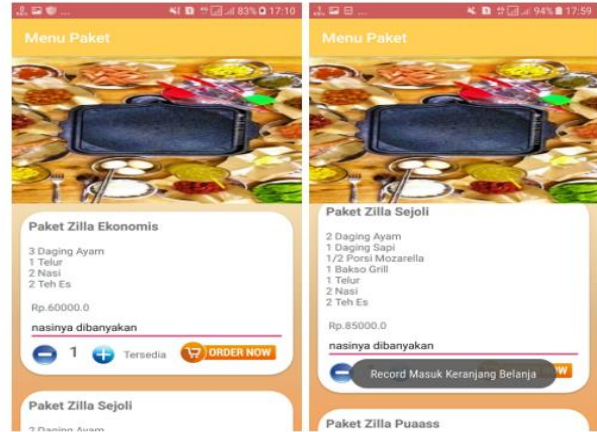 83% 17:10
Menu Paket
Paket Zilla Ekonomis
3 Daging Ayam
1 Telur
2 Nasi
2 Teh Es
Rp.60000.0
nasinya dibanyakan
1
Tersedia
ORDER NOW
Paket Zilla Sejoli
2 Daging Ayam
94% 17:59
Menu Paket
Paket Zilla Sejoli
2 Daging Ayam
1 Daging Sapi
1/2 Porsi Mozarella
1 Bakso Grill
1 Telur
2 Nasi
2 Teh Es
Rp.85000.0
nasinya dibanyakan
Record Masuk Keranjang Belanja
W
Paket Zilla Puaass